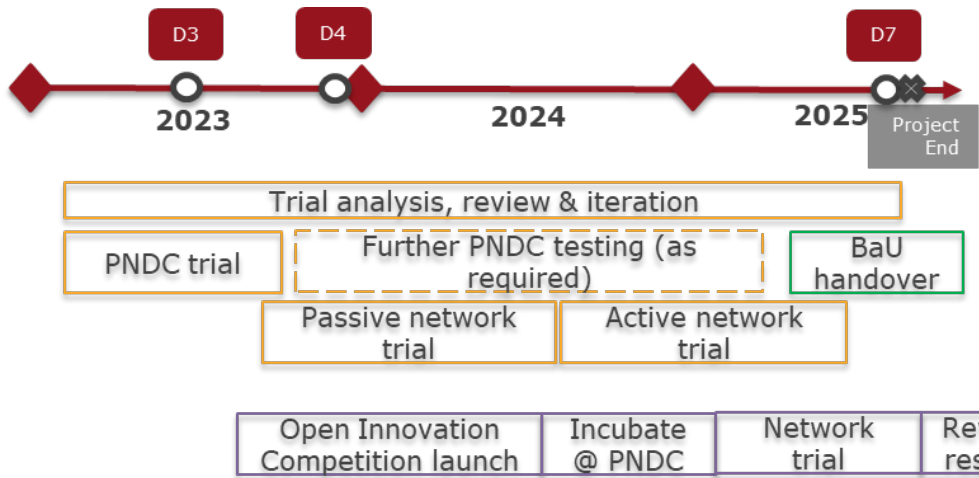 D3
D4
D7
2023
2024
2025
Project
End
Trial analysis, review & iteration
PNDC trial
Further PNDC testing (as
required)
BaU
handover
Passive network
trial
Active network
trial
Open Innovation
Competition launch
Incubate
@ PNDC
Network
trial